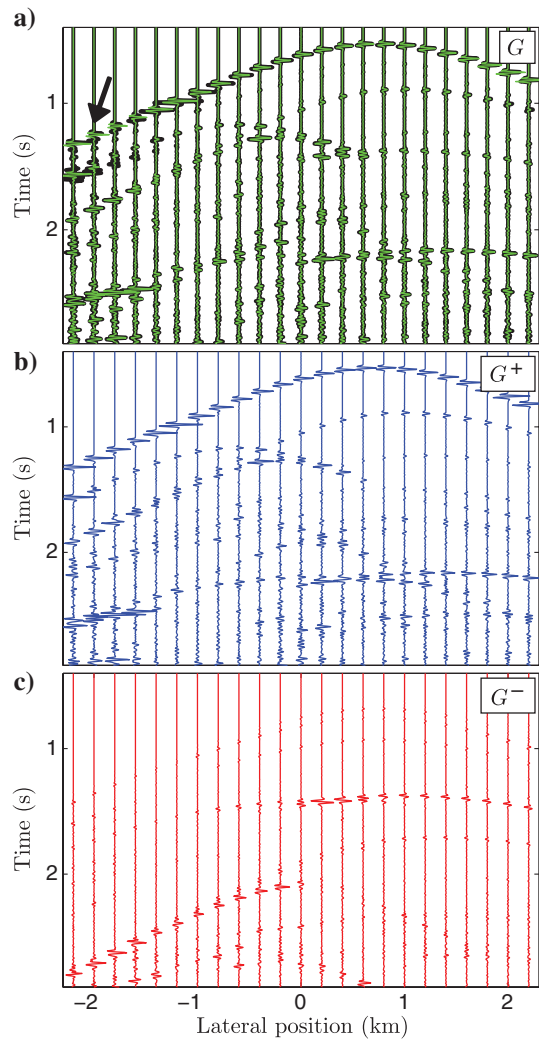 a)
G
1
Time (s)
2
b)
G⁺
1
Time (s)
2
c)
G⁻
1
Time (s)
2
−2 −1 0 1 2
Lateral position (km)